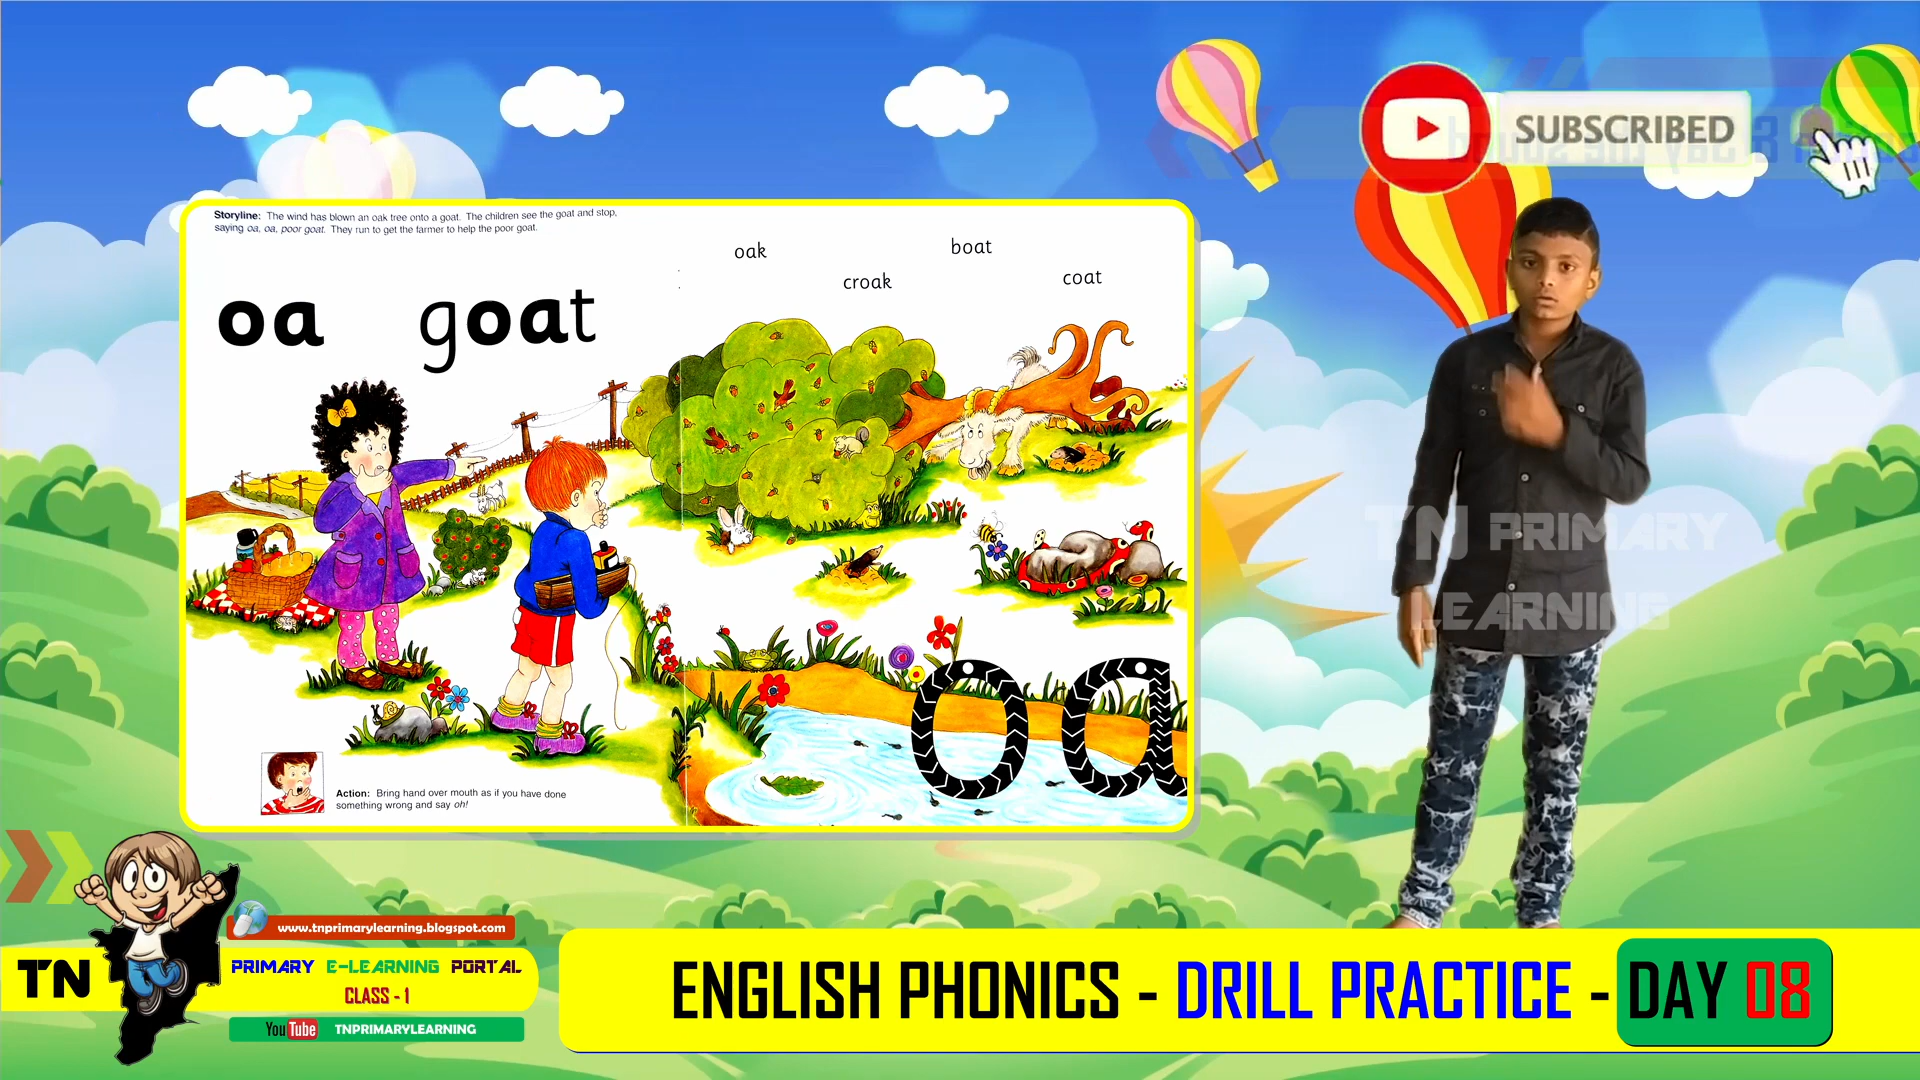 SUBSCRIBED
Storyline: The wind has blown an oak tree onto a goat. The children see the goat and stop,
saying oa, oa, poor goat. They run to get the farmer to help the poor goat.
oak
boat
croak
coat
oa goat
oa
Action: Bring hand over mouth as if you have done
something wrong and say oh!
TN PRIMARY
LEARNING
www.tnprimarylearning.blogspot.com
TN
PRIMARY E-LEARNING PORTAL
CLASS - 1
YouTube TNPRIMARYLEARNING
ENGLISH PHONICS - DRILL PRACTICE - DAY 08